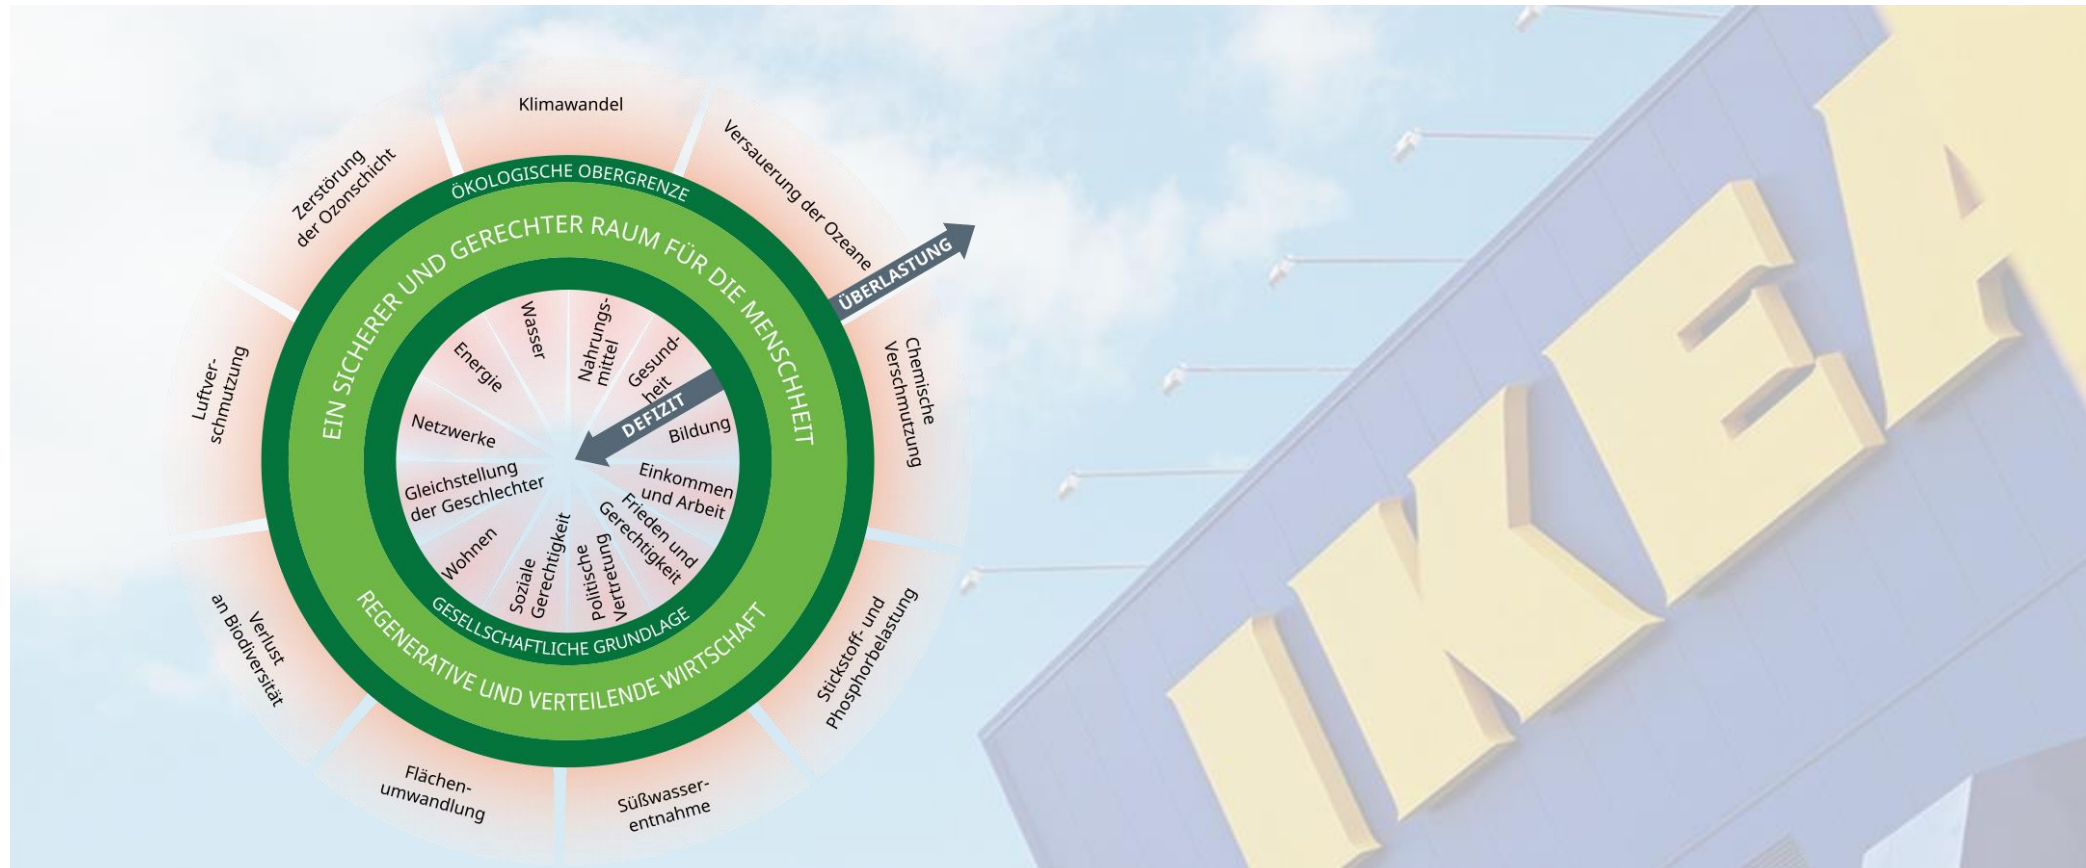 Klimawandel
Versauerung der Ozeane
Chemische
Verschmutzung
Stickstoff- und
Phosphorbelastung
Süßwasser-
entnahme
Flächen-
umwandlung
Verlust
an Biodiversität
Luftver-
schmutzung
Zerstörung
der Ozonschicht
ÖKOLOGISCHE OBERGRENZE
EIN SICHERER UND GERECHTER RAUM FÜR DIE MENSCHHEIT
REGENERATIVE UND VERTEILENDE WIRTSCHAFT
GESELLSCHAFTLICHE GRUNDLAGE
ÜBERLASTUNG
DEFIZIT
Wasser
Nahrungs-
mittel
Gesund-
heit
Bildung
Einkommen
und Arbeit
Frieden und
Gerechtigkeit
Politische
Vertretung
Soziale
Gerechtigkeit
Wohnen
Gleichstellung
der Geschlechter
Netzwerke
Energie
IKEA